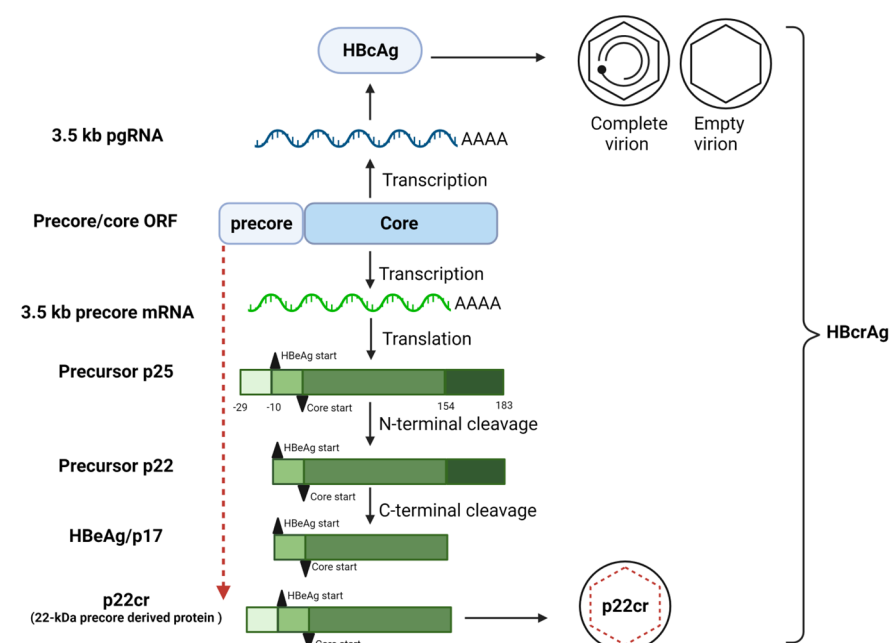 HBcAg
Complete
virion
Empty
virion
3.5 kb pgRNA
AAAA
Transcription
Precore/core ORF
precore
Core
Transcription
3.5 kb precore mRNA
AAAA
Translation
HBcrAg
HBeAg start
Precursor p25
-29
-10
Core start
154
183
N-terminal cleavage
HBeAg start
Precursor p22
Core start
C-terminal cleavage
HBeAg start
HBeAg/p17
Core start
HBeAg start
p22cr
(22-kDa precore derived protein )
p22cr
Core start